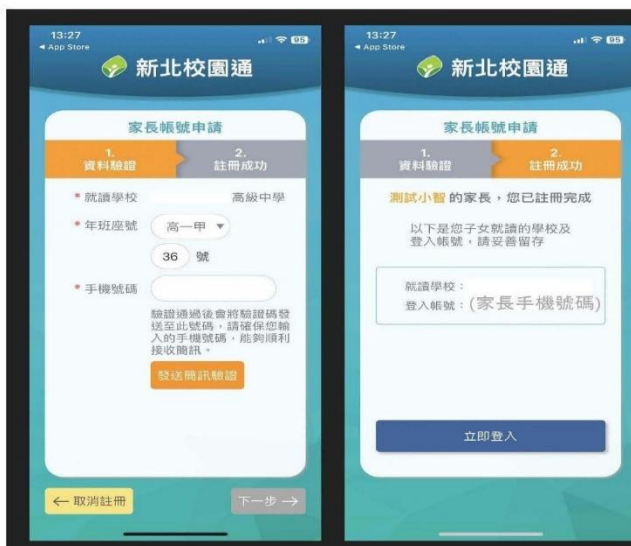 13:27
◀ App Store
95
新北校園通
家長帳號申請
1.
資料驗證
2.
註冊成功
* 就讀學校 高級中學
* 年班座號 高一甲 ▼
36 號
* 手機號碼
驗證通過後會將驗證碼發
送至此號碼，請確保您輸
入的手機號碼，能夠順利
接收簡訊。
發送簡訊驗證
← 取消註冊
下一步 →
13:27
◀ App Store
95
新北校園通
家長帳號申請
1.
資料驗證
2.
註冊成功
測試小智 的家長，您已註冊完成
以下是您子女就讀的學校及
登入帳號，請妥善留存
就讀學校：
登入帳號：(家長手機號碼)
立即登入